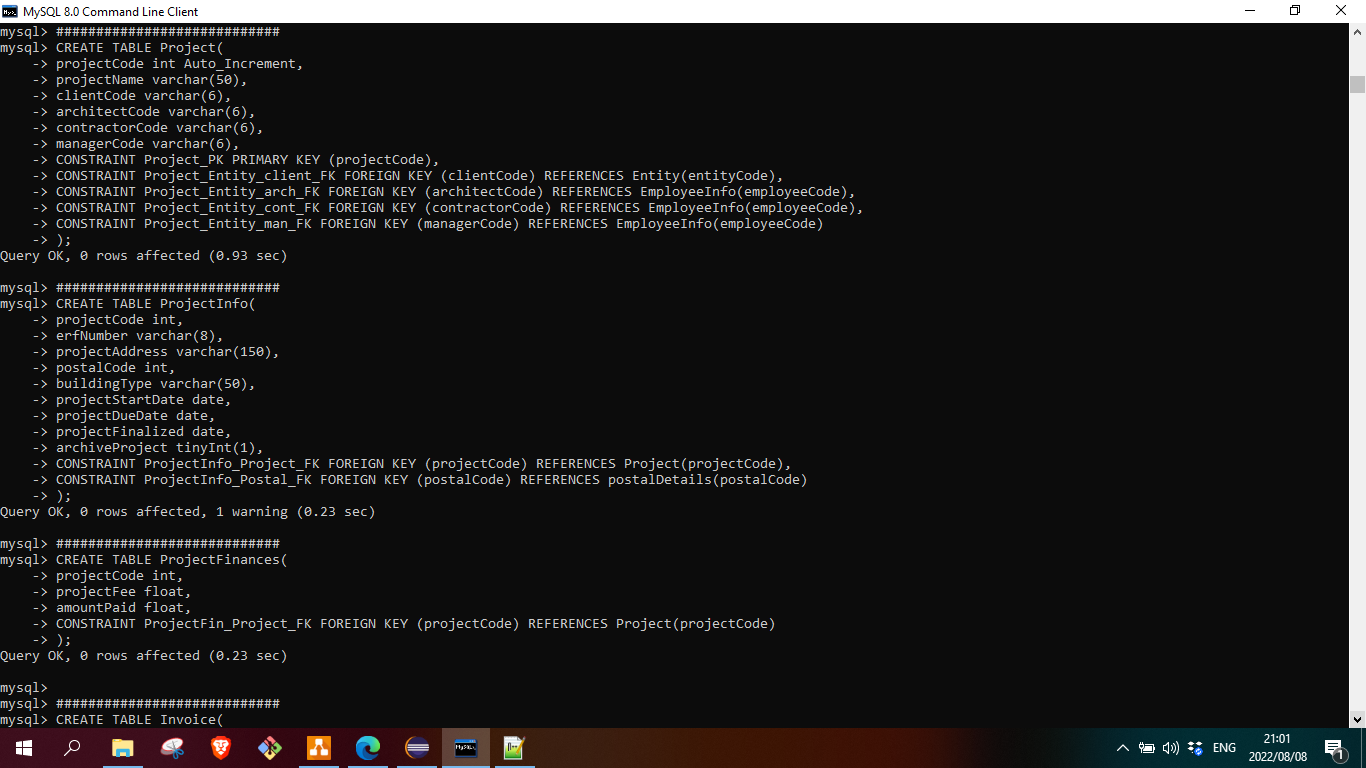 MySQL 8.0 Command Line Client
mysql> ############################
mysql> CREATE TABLE Project(
    -> projectCode int Auto_Increment,
    -> projectName varchar(50),
    -> clientCode varchar(6),
    -> architectCode varchar(6),
    -> contractorCode varchar(6),
    -> managerCode varchar(6),
    -> CONSTRAINT Project_PK PRIMARY KEY (projectCode),
    -> CONSTRAINT Project_Entity_client_FK FOREIGN KEY (clientCode) REFERENCES Entity(entityCode),
    -> CONSTRAINT Project_Entity_arch_FK FOREIGN KEY (architectCode) REFERENCES EmployeeInfo(employeeCode),
    -> CONSTRAINT Project_Entity_cont_FK FOREIGN KEY (contractorCode) REFERENCES EmployeeInfo(employeeCode),
    -> CONSTRAINT Project_Entity_man_FK FOREIGN KEY (managerCode) REFERENCES EmployeeInfo(employeeCode)
    -> );
Query OK, 0 rows affected (0.93 sec)
mysql> ############################
mysql> CREATE TABLE ProjectInfo(
    -> projectCode int,
    -> erfNumber varchar(8),
    -> projectAddress varchar(150),
    -> postalCode int,
    -> buildingType varchar(50),
    -> projectStartDate date,
    -> projectDueDate date,
    -> projectFinalized date,
    -> archiveProject tinyInt(1),
    -> CONSTRAINT ProjectInfo_Project_FK FOREIGN KEY (projectCode) REFERENCES Project(projectCode),
    -> CONSTRAINT ProjectInfo_Postal_FK FOREIGN KEY (postalCode) REFERENCES postalDetails(postalCode)
    -> );
Query OK, 0 rows affected, 1 warning (0.23 sec)
mysql> ############################
mysql> CREATE TABLE ProjectFinances(
    -> projectCode int,
    -> projectFee float,
    -> amountPaid float,
    -> CONSTRAINT ProjectFin_Project_FK FOREIGN KEY (projectCode) REFERENCES Project(projectCode)
    -> );
Query OK, 0 rows affected (0.23 sec)
mysql>
mysql> ############################
mysql> CREATE TABLE Invoice(
ENG
21:01
2022/08/08
1